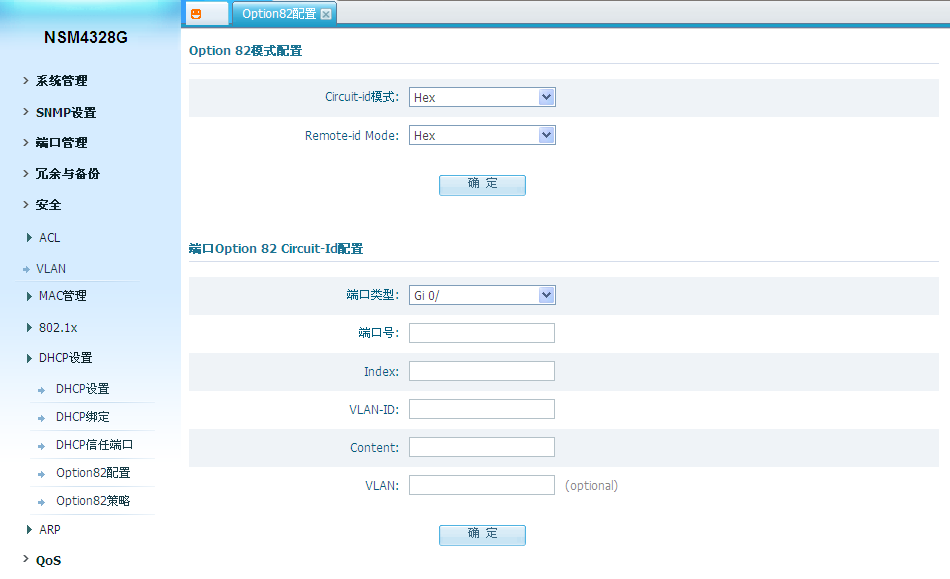 Option82配置
NSM4328G
系统管理
SNMP设置
端口管理
冗余与备份
安全
ACL
VLAN
MAC管理
802.1x
DHCP设置
DHCP设置
DHCP绑定
DHCP信任端口
Option82配置
Option82策略
ARP
QoS
Option 82模式配置
Circuit-id模式: Hex
Remote-id Mode: Hex
确 定
端口Option 82 Circuit-Id配置
端口类型: Gi 0/
端口号:
Index:
VLAN-ID:
Content:
VLAN: (optional)
确 定